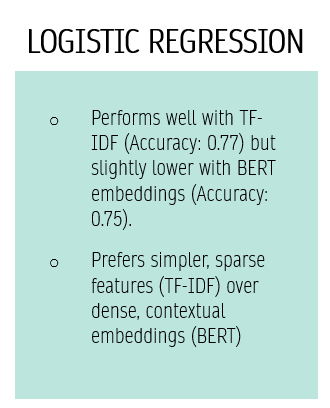 LOGISTIC REGRESSION
o Performs well with TF-
IDF (Accuracy: 0.77) but
slightly lower with BERT
embeddings (Accuracy:
0.75).
o Prefers simpler, sparse
features (TF-IDF) over
dense, contextual
embeddings (BERT)